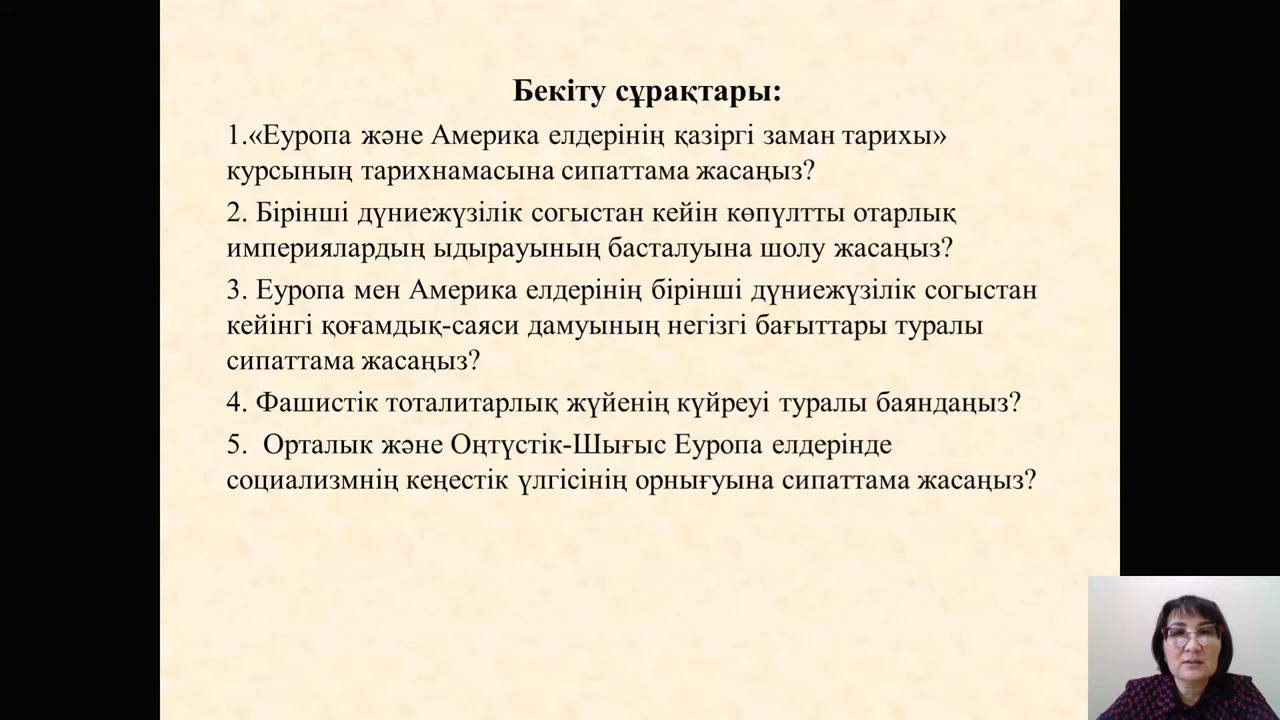 Бекіту сұрақтары:
1.«Еуропа және Америка елдерінің қазіргі заман тарихы»
курсының тарихнамасына сипаттама жасаңыз?
2. Бірінші дүниежүзілік согыстан кейін көпүлтты отарлық
империялардың ыдырауының басталуына шолу жасаңыз?
3. Еуропа мен Америка елдерінің бірінші дүниежүзілік согыстан
кейінгі қоғамдық-саяси дамуының негізгі бағыттары туралы
сипаттама жасаңыз?
4. Фашистік тоталитарлық жүйенің күйреуі туралы баяндаңыз?
5.  Орталык және Оңтүстік-Шығыс Еуропа елдерінде
социализмнің кеңестік үлгісінің орнығуына сипаттама жасаңыз?